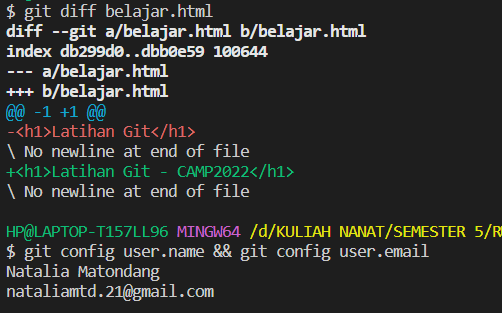 $ git diff belajar.html
diff --git a/belajar.html b/belajar.html
index db299d0..dbb0e59 100644
--- a/belajar.html
+++ b/belajar.html
@@ -1 +1 @@
-<h1>Latihan Git</h1>
\ No newline at end of file
+<h1>Latihan Git - CAMP2022</h1>
\ No newline at end of file
HP@LAPTOP-T157LL96 MINGW64 /d/KULIAH NANAT/SEMESTER 5/R
$ git config user.name && git config user.email
Natalia Matondang
nataliamtd.21@gmail.com